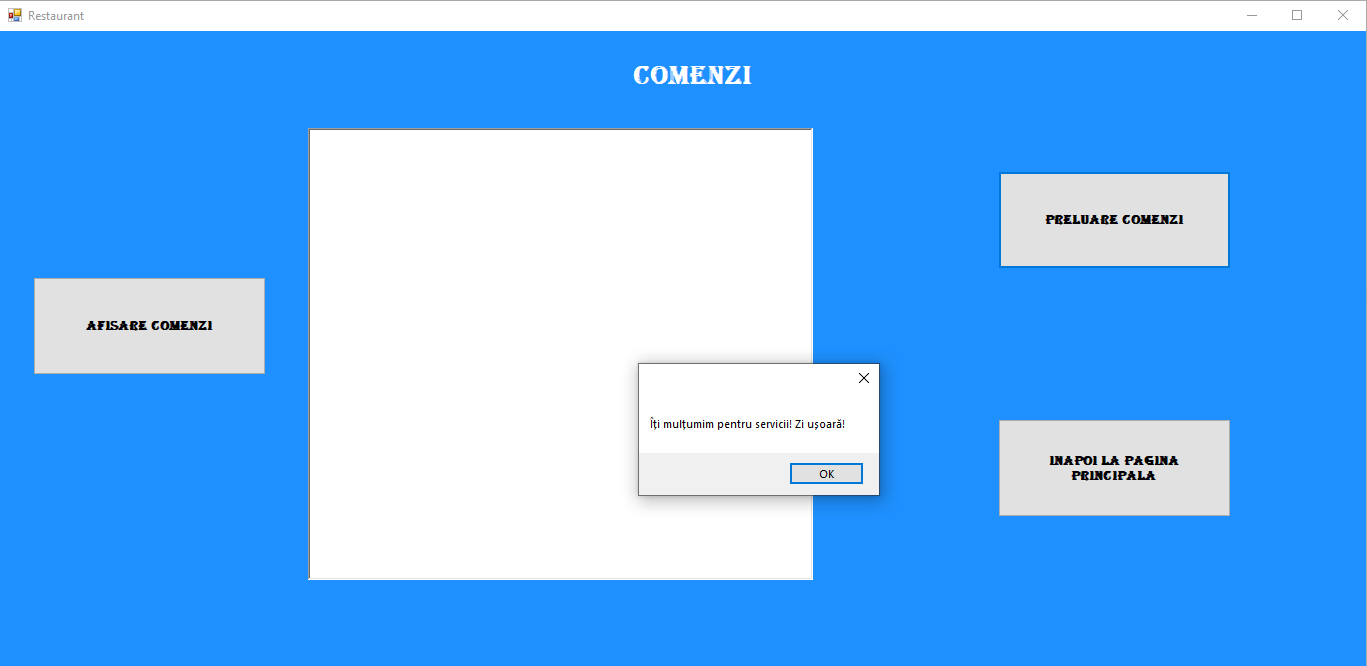 Restaurant
COMENZI
PRELUARE COMENZI
AFISARE COMENZI
Îți mulțumim pentru servicii! Zi ușoară!
OK
INAPOI LA PAGINA
PRINCIPALA